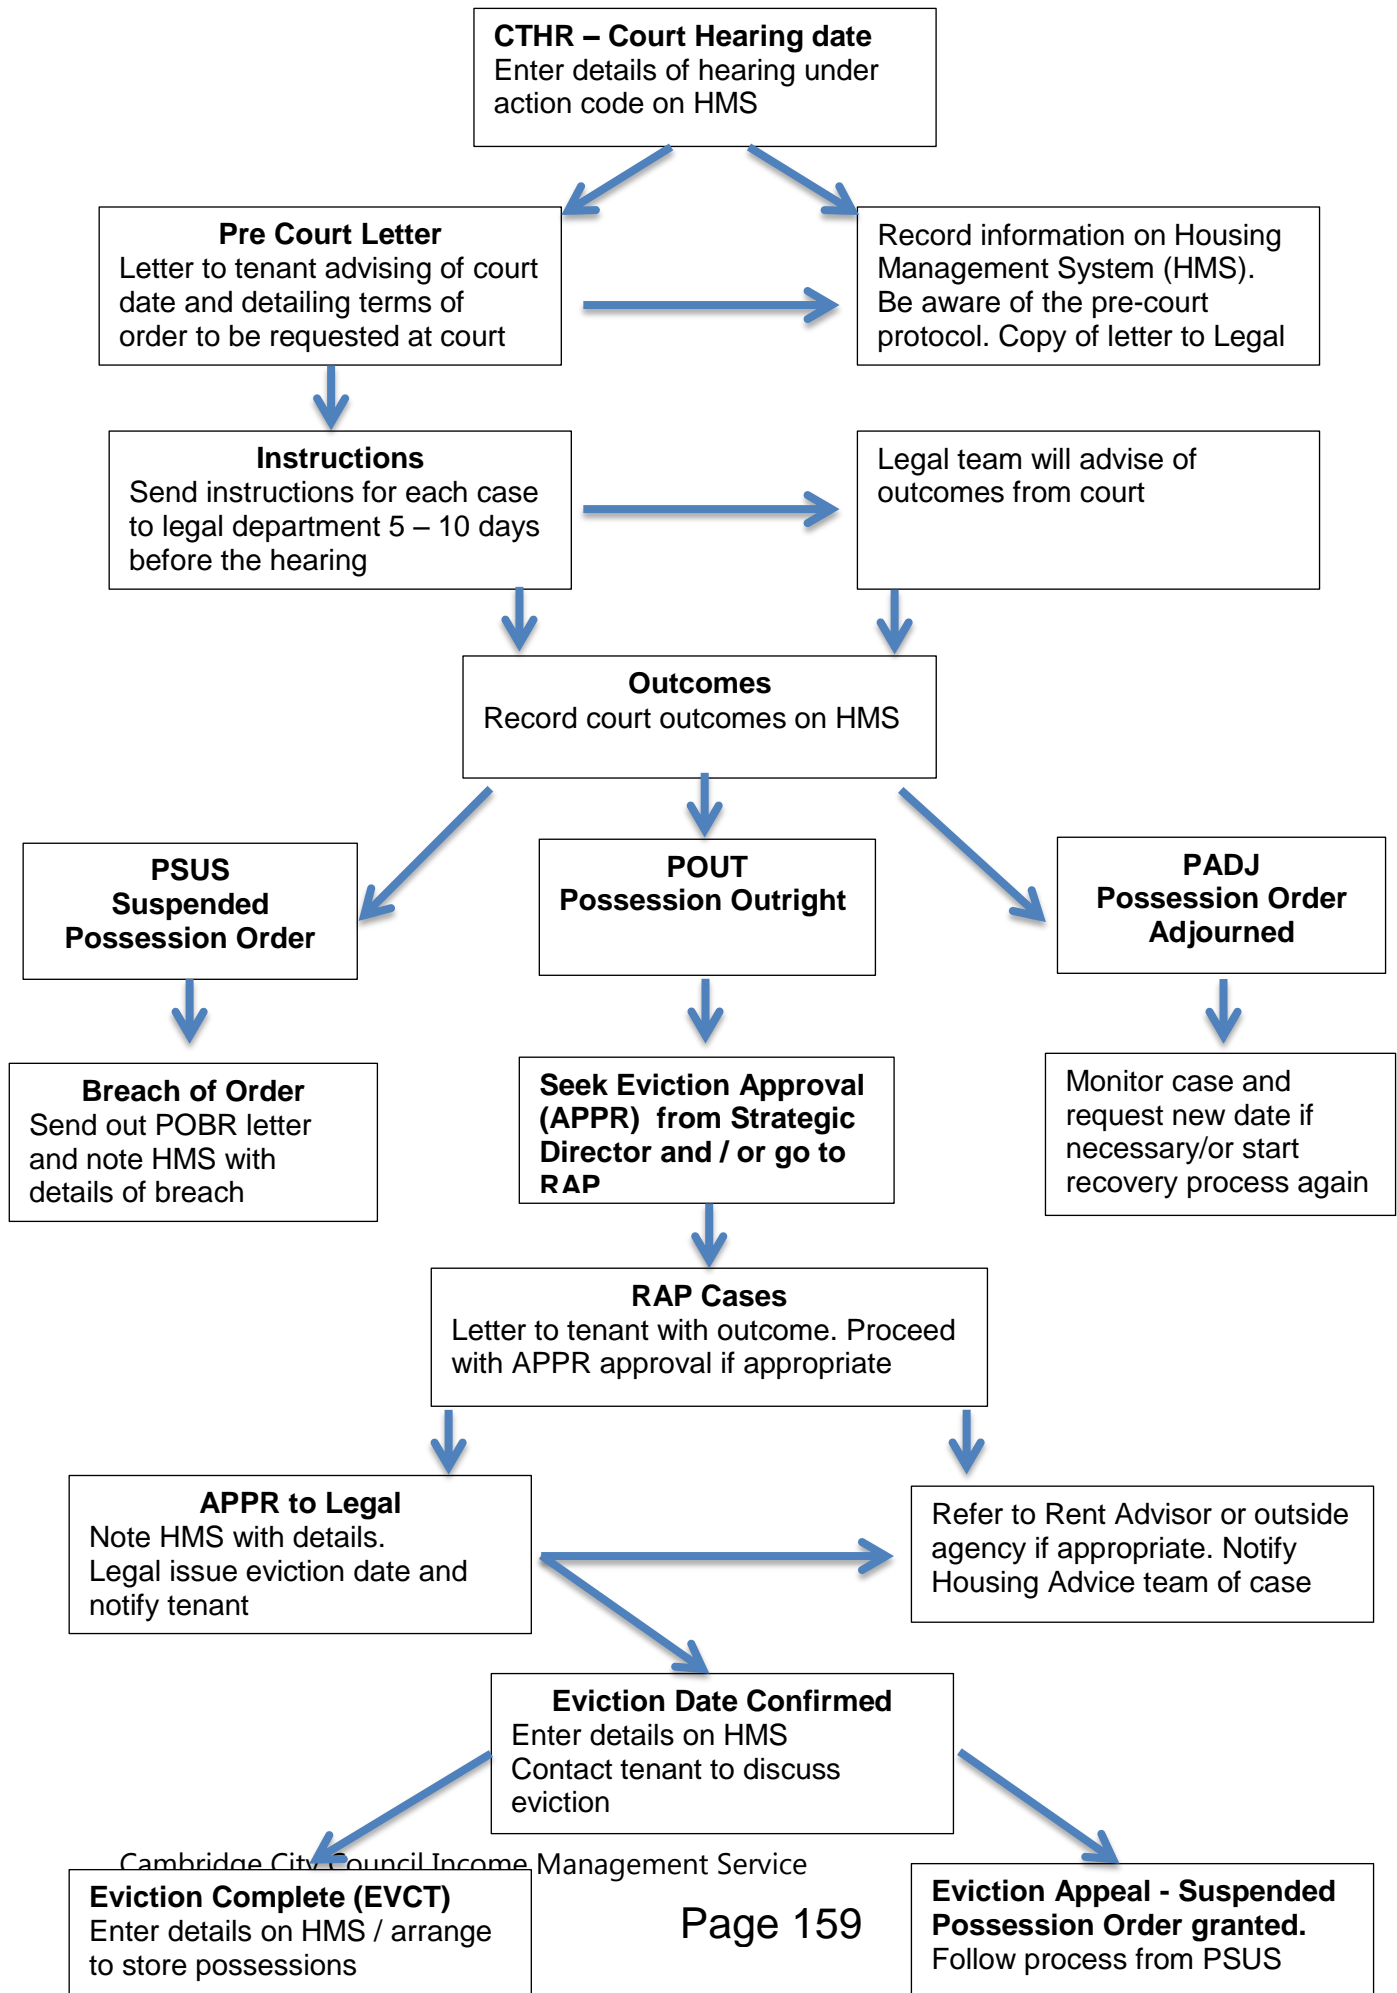 CTHR – Court Hearing date
Enter details of hearing under
action code on HMS
Pre Court Letter
Letter to tenant advising of court
date and detailing terms of
order to be requested at court
Record information on Housing
Management System (HMS).
Be aware of the pre-court
protocol. Copy of letter to Legal
Instructions
Send instructions for each case
to legal department 5 – 10 days
before the hearing
Legal team will advise of
outcomes from court
Outcomes
Record court outcomes on HMS
PSUS
Suspended
Possession Order
POUT
Possession Outright
PADJ
Possession Order
Adjourned
Breach of Order
Send out POBR letter
and note HMS with
details of breach
Seek Eviction Approval
(APPR)  from Strategic
Director and / or go to
RAP
Monitor case and
request new date if
necessary/or start
recovery process again
RAP Cases
Letter to tenant with outcome. Proceed
with APPR approval if appropriate
APPR to Legal
Note HMS with details.
Legal issue eviction date and
notify tenant
Refer to Rent Advisor or outside
agency if appropriate. Notify
Housing Advice team of case
Eviction Date Confirmed
Enter details on HMS
Contact tenant to discuss
eviction
Cambridge City Council Income Management Service
Eviction Complete (EVCT)
Enter details on HMS / arrange
to store possessions
Page 159
Eviction Appeal - Suspended
Possession Order granted.
Follow process from PSUS